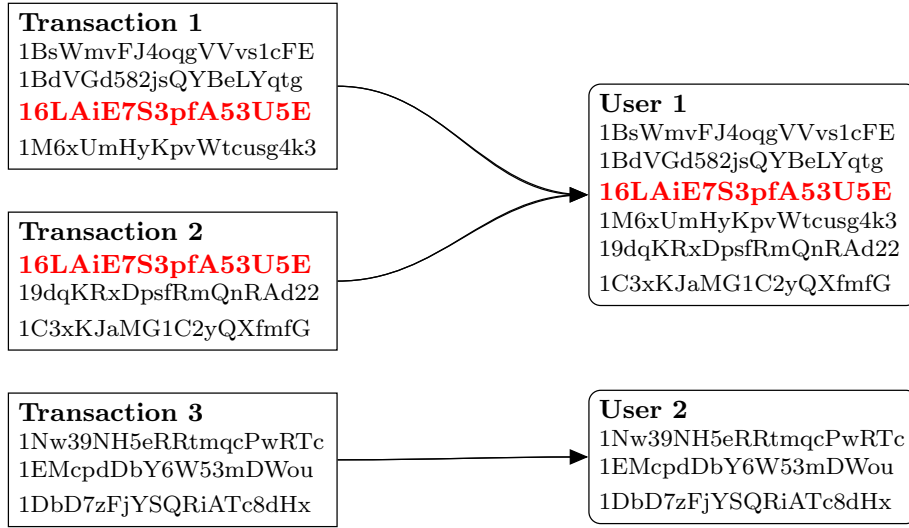 Transaction 1
1BsWmvFJ4oqgVVvs1cFE
1BdVGd582jsQYBeLYqtg
16LAiE7S3pfA53U5E
1M6xUmHyKpvWtcusg4k3
Transaction 2
16LAiE7S3pfA53U5E
19dqKRxDpsfRmQnRAd22
1C3xKJaMG1C2yQXfmfG
Transaction 3
1Nw39NH5eRRtmqcPwRTc
1EMcpdDbY6W53mDWou
1DbD7zFjYSQRiATc8dHx
User 1
1BsWmvFJ4oqgVVvs1cFE
1BdVGd582jsQYBeLYqtg
16LAiE7S3pfA53U5E
1M6xUmHyKpvWtcusg4k3
19dqKRxDpsfRmQnRAd22
1C3xKJaMG1C2yQXfmfG
User 2
1Nw39NH5eRRtmqcPwRTc
1EMcpdDbY6W53mDWou
1DbD7zFjYSQRiATc8dHx